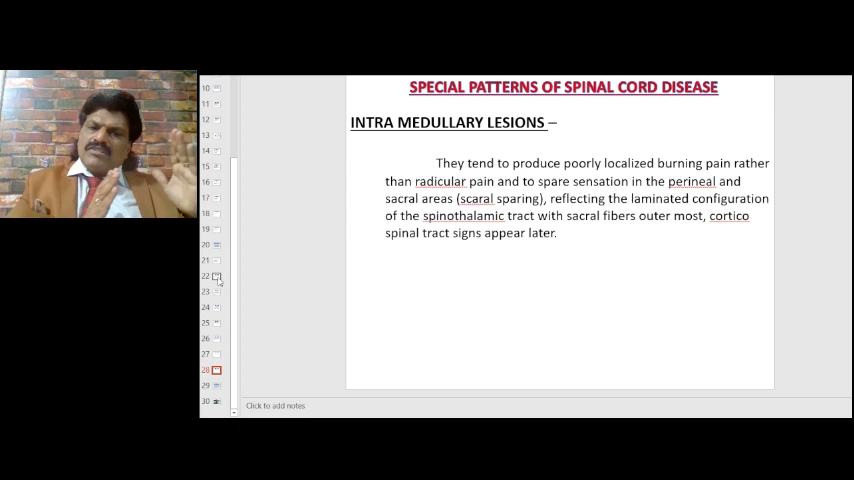 SPECIAL PATTERNS OF SPINAL CORD DISEASE
INTRA MEDULLARY LESIONS –
They tend to produce poorly localized burning pain rather
than radicular pain and to spare sensation in the perineal and
sacral areas (scaral sparing), reflecting the laminated configuration
of the spinothalamic tract with sacral fibers outer most, cortico
spinal tract signs appear later.
Click to add notes
10
11
12
13
14
15
16
17
18
19
20
21
22
23
24
25
26
27
28
29
30